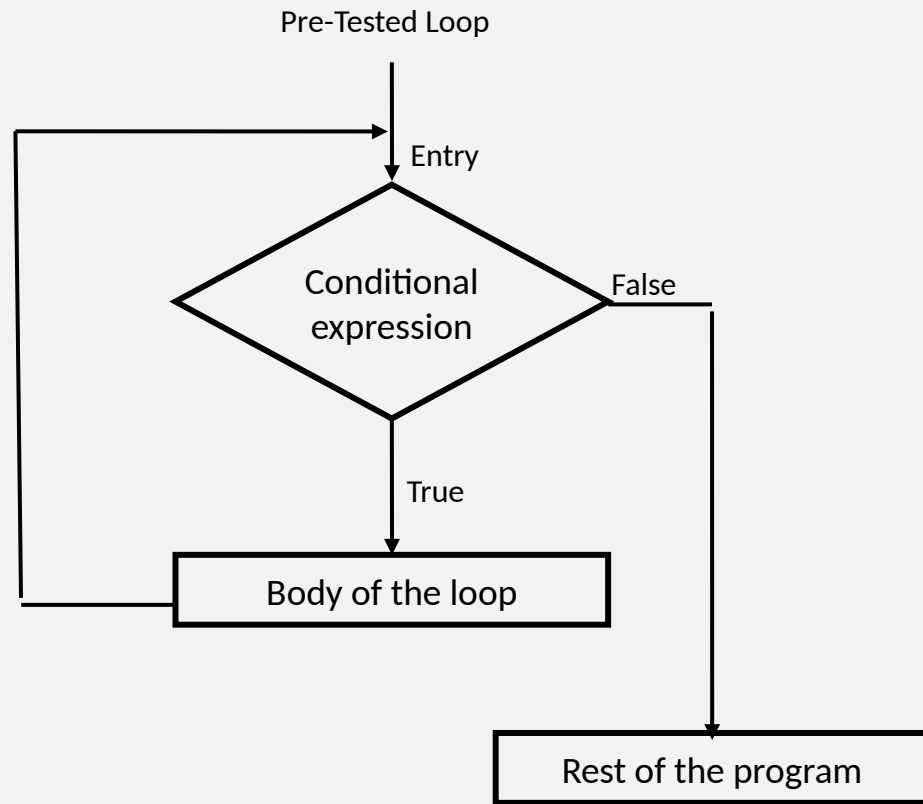 Pre-Tested Loop
Entry
Conditional
expression
False
True
Body of the loop
Rest of the program